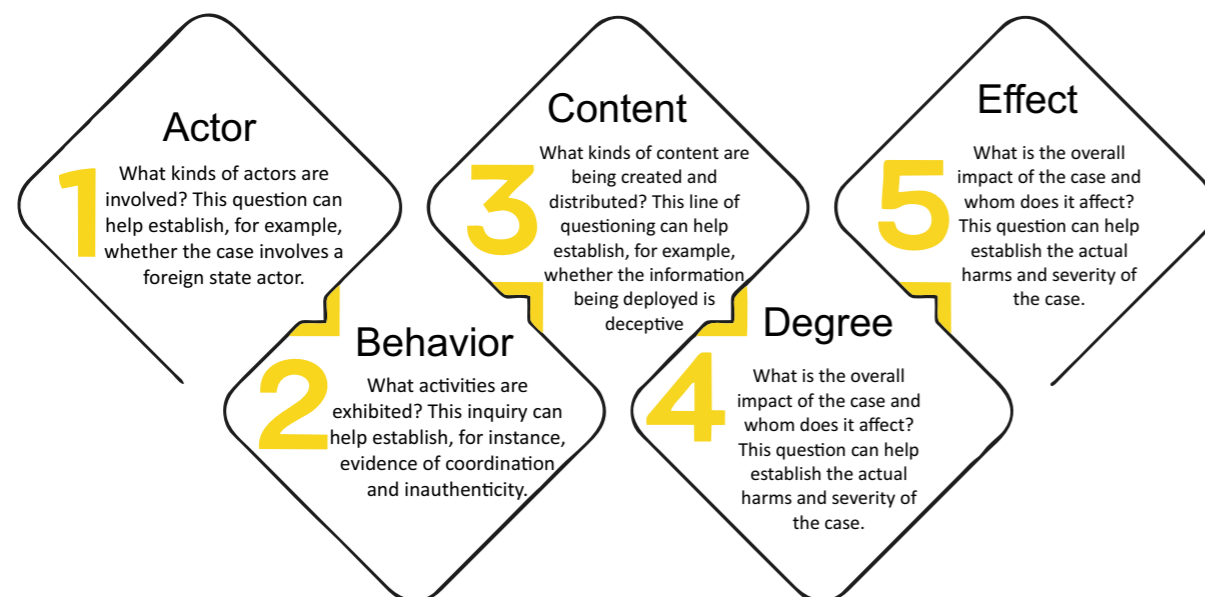 Actor
1
What kinds of actors are
involved? This question can
help establish, for example,
whether the case involves a
foreign state actor.
2
Behavior
What activities are
exhibited? This inquiry can
help establish, for instance,
evidence of coordination
and inauthenticity.
Content
3
What kinds of content are
being created and
distributed? This line of
questioning can help
establish, for example,
whether the information
being deployed is
deceptive
Degree
4
What is the overall
impact of the case and
whom does it affect?
This question can help
establish the actual
harms and severity of
the case.
Effect
5
What is the overall
impact of the case and
whom does it affect?
This question can help
establish the actual
harms and severity of
the case.